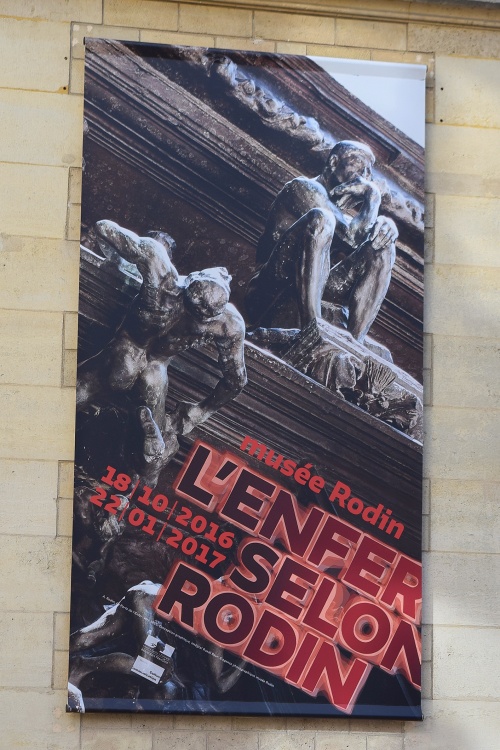 musée Rodin
L'ENFER
SELON
RODIN
18|10|2016
22|01|2017